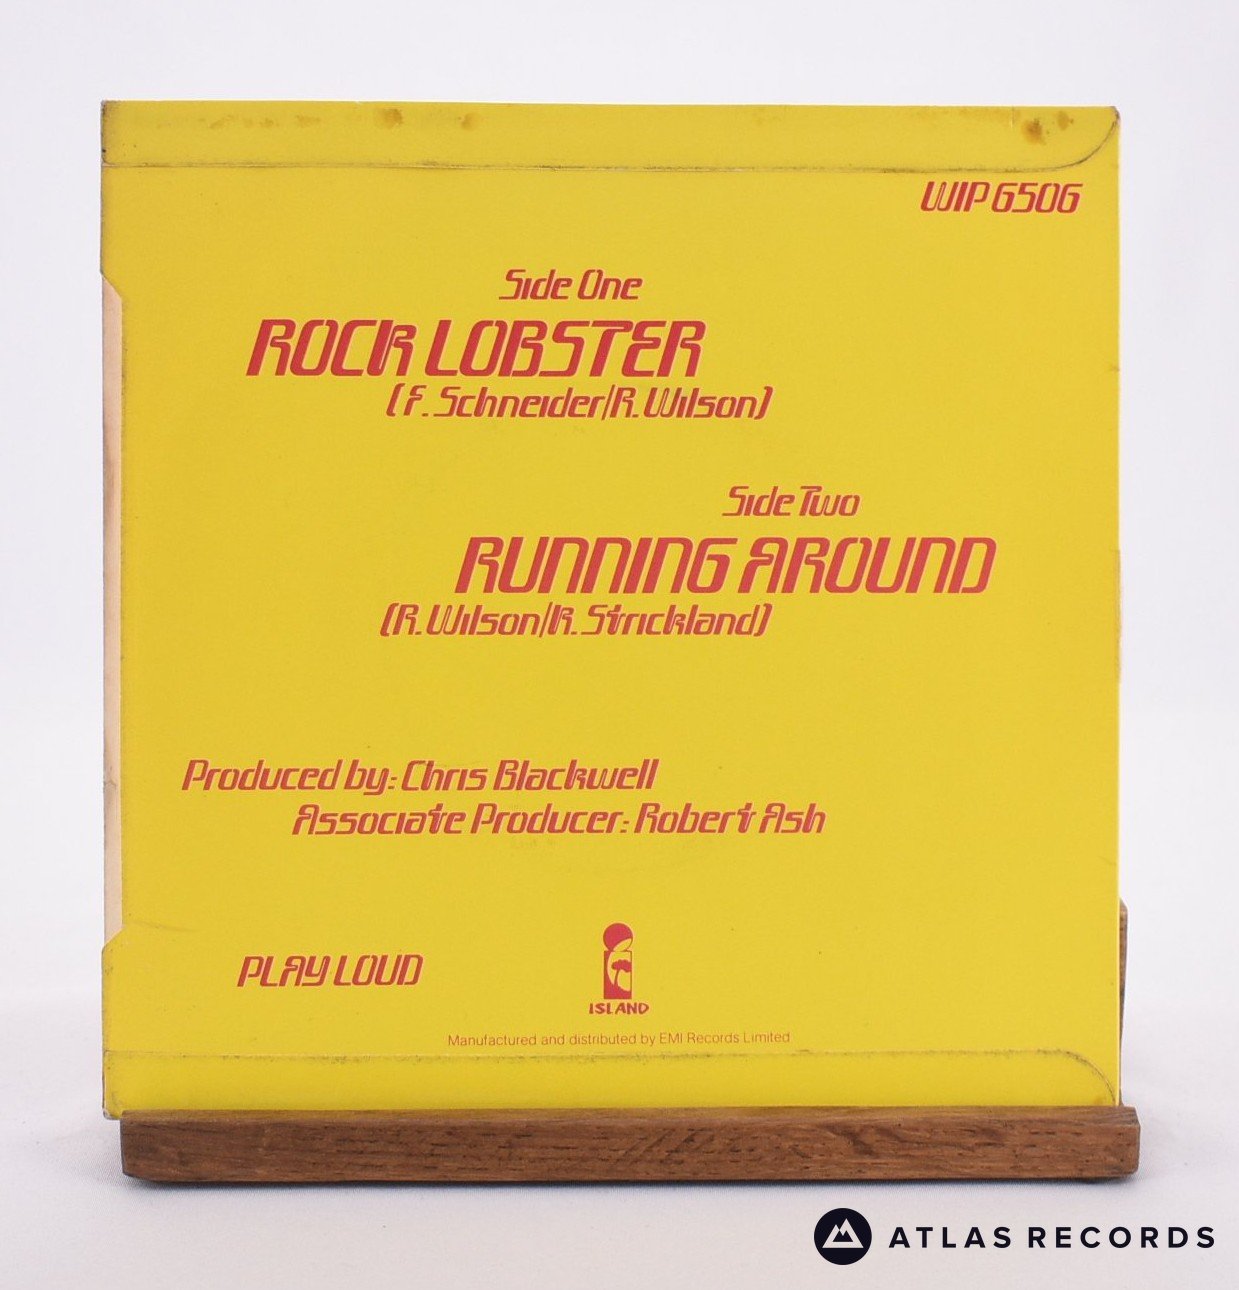 WIP 6506
Side One
ROCK LOBSTER
(F. Schneider/R. Wilson)
Side Two
RUNNING AROUND
(R. Wilson/R. Strickland)
Produced by: Chris Blackwell
Associate Producer: Robert Ash
PLAY LOUD
ISLAND
Manufactured and distributed by EMI Records Limited
ATLAS RECORDS